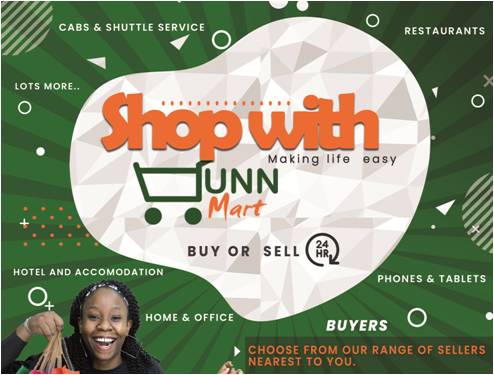 CABS & SHUTTLE SERVICE
RESTAURANTS
LOTS MORE..
Shop with
Making life easy
UNN
Mart
BUY OR SELL 24 HR
HOTEL AND ACCOMODATION
PHONES & TABLETS
HOME & OFFICE
BUYERS
CHOOSE FROM OUR RANGE OF SELLERS
NEAREST TO YOU.